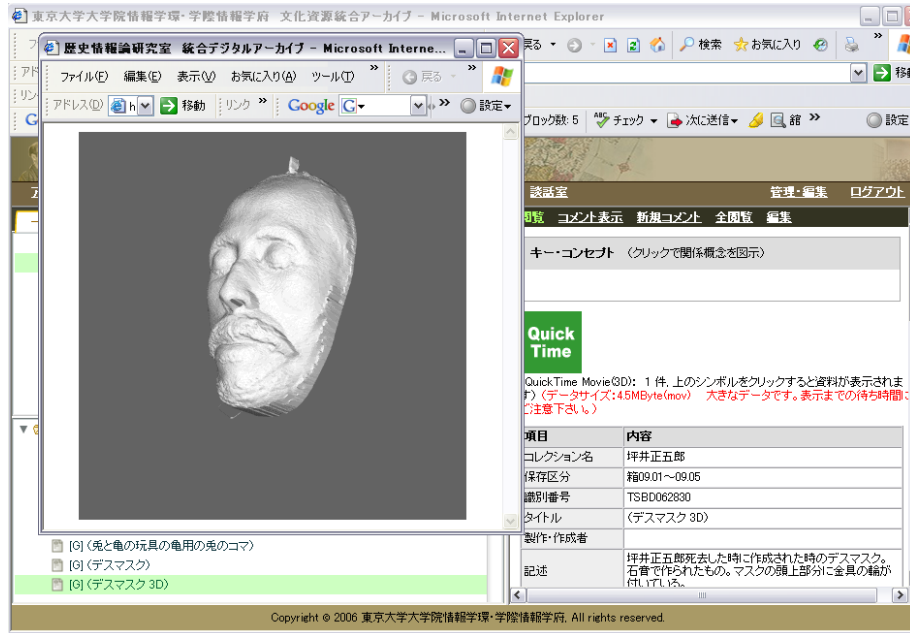 東京大学大学院情報学環・学際情報学府 文化資源統合アーカイブ - Microsoft Internet Explorer
歴史情報論研究室 統合デジタルアーカイブ - Microsoft Interne...
ファイル(F) 編集(E) 表示(V) お気に入り(A) ツール(T) » 戻る
アドレス(D) h 移動 リンク » Google G 設定
戻る 検索 お気に入り »
移動
ブロック数: 5 チェック 次に送信 舘 » 設定
談話室 管理・編集 ログアウト
閲覧 コメント表示 新規コメント 全閲覧 編集
キー・コンセプト (クリックで関係概念を図示)
Quick
Time
QuickTime Movie(3D): 1 件, 上のシンボルをクリックすると資料が表示されま
す) (データサイズ:4.5MByte(mov) 大きなデータです。表示までの待ち時間に
ご注意下さい。)
項目 内容
コレクション名 坪井正五郎
保存区分 箱09.01～09.05
識別番号 TSBD062830
タイトル (デスマスク 3D)
製作・作成者
記述 坪井正五郎死去した時に作成された時のデスマスク。
石膏で作られたもの。マスクの頭上部分に金具の輪が
付いている。
[G] (兎と亀の玩具の亀用の兎のコマ)
[G] (デスマスク)
[G] (デスマスク 3D)
Copyright © 2006 東京大学大学院情報学環・学際情報学府, All rights reserved.